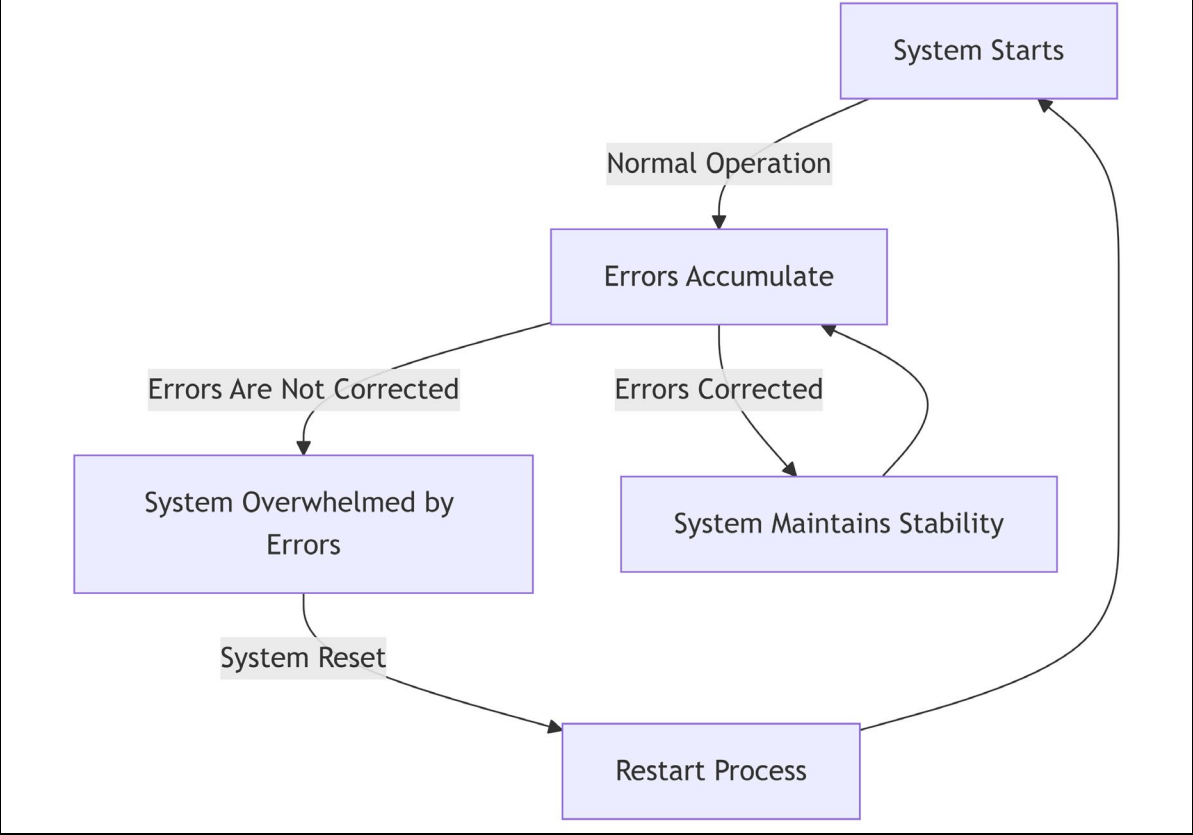 System Starts
Normal Operation
Errors Accumulate
Errors Are Not Corrected
Errors Corrected
System Overwhelmed by
Errors
System Maintains Stability
System Reset
Restart Process